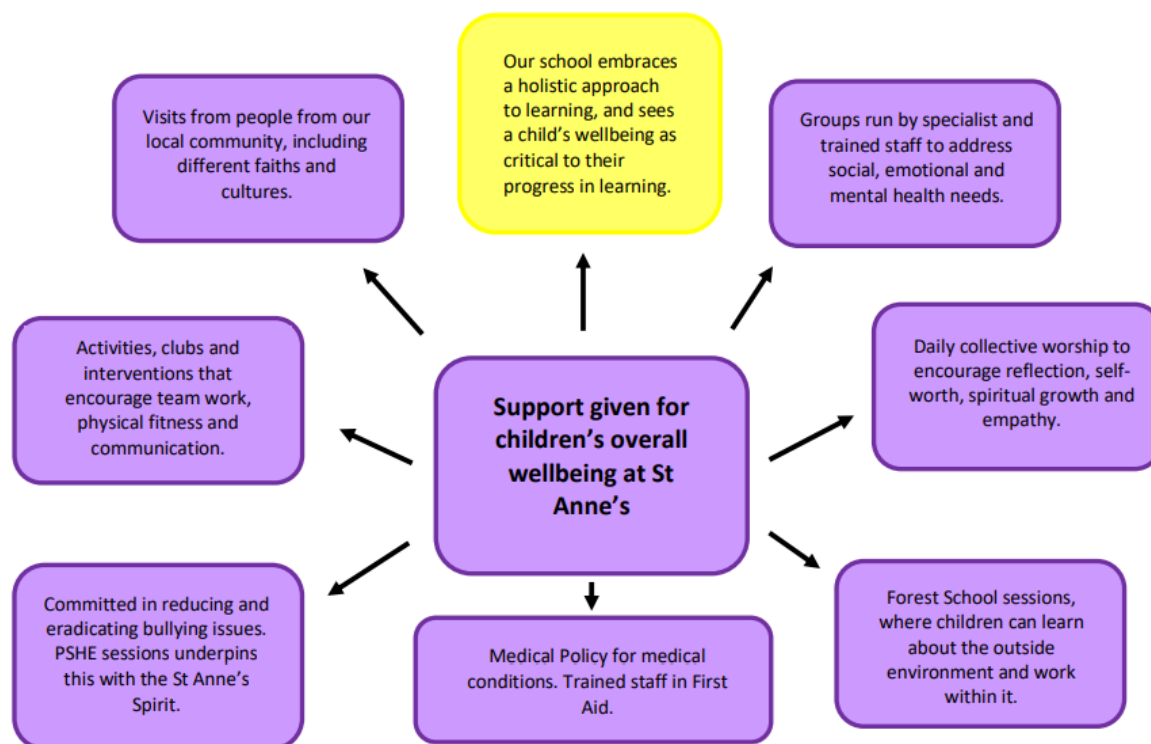 Our school embraces
a holistic approach
to learning, and sees
a child’s wellbeing as
critical to their
progress in learning.
Visits from people from our
local community, including
different faiths and
cultures.
Groups run by specialist and
trained staff to address
social, emotional and
mental health needs.
Activities, clubs and
interventions that
encourage team work,
physical fitness and
communication.
Support given for
children’s overall
wellbeing at St
Anne’s
Daily collective worship to
encourage reflection, self-
worth, spiritual growth and
empathy.
Committed in reducing and
eradicating bullying issues.
PSHE sessions underpins
this with the St Anne’s
Spirit.
Medical Policy for medical
conditions. Trained staff in First
Aid.
Forest School sessions,
where children can learn
about the outside
environment and work
within it.